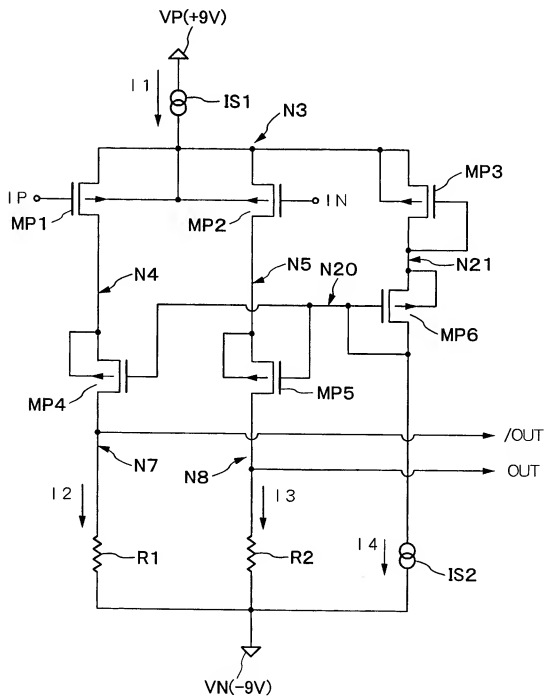 VP(+9V)
I1
IS1
N3
IP
MP1
MP2
IN
MP3
N4
N5
N20
N21
MP6
MP4
MP5
/OUT
N7
N8
OUT
I2
I3
I4
R1
R2
IS2
VN(-9V)